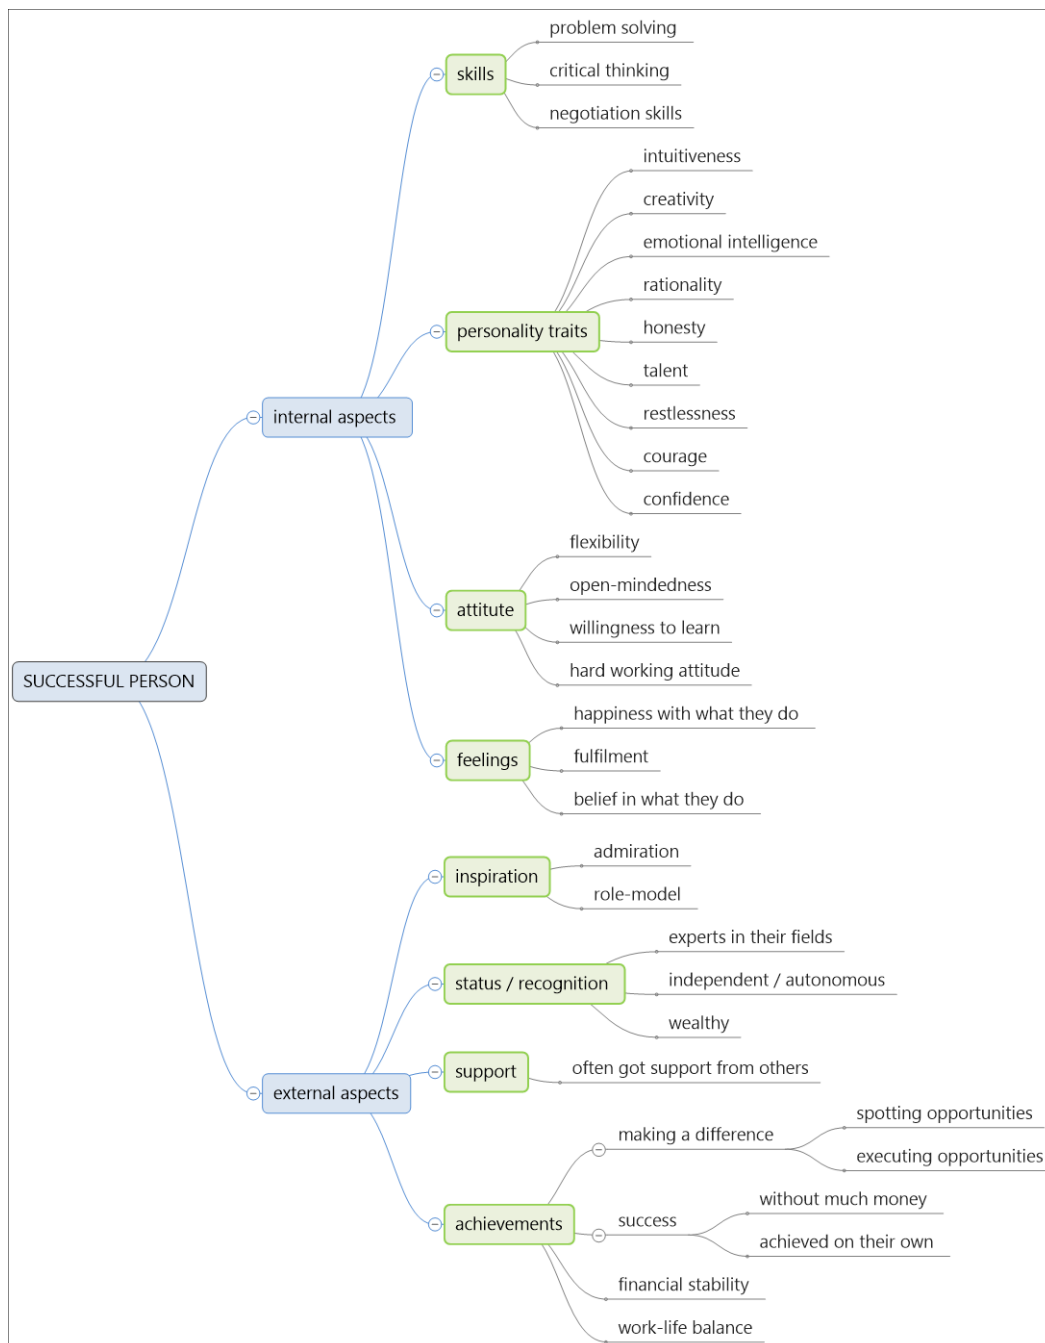 problem solving
skills
critical thinking
negotiation skills
intuitiveness
creativity
emotional intelligence
rationality
personality traits
honesty
talent
restlessness
internal aspects
courage
confidence
flexibility
open-mindedness
attitute
willingness to learn
hard working attitude
SUCCESSFUL PERSON
happiness with what they do
feelings
fulfilment
belief in what they do
admiration
inspiration
role-model
experts in their fields
status / recognition
independent / autonomous
wealthy
support
often got support from others
external aspects
spotting opportunities
making a difference
executing opportunities
without much money
achievements
success
achieved on their own
financial stability
work-life balance